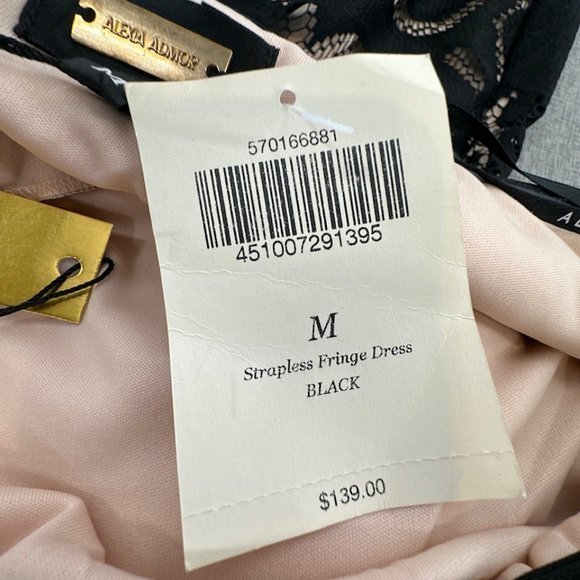 ALEXIA ADMOR
570166881
451007291395
M
Strapless Fringe Dress
BLACK
$139.00